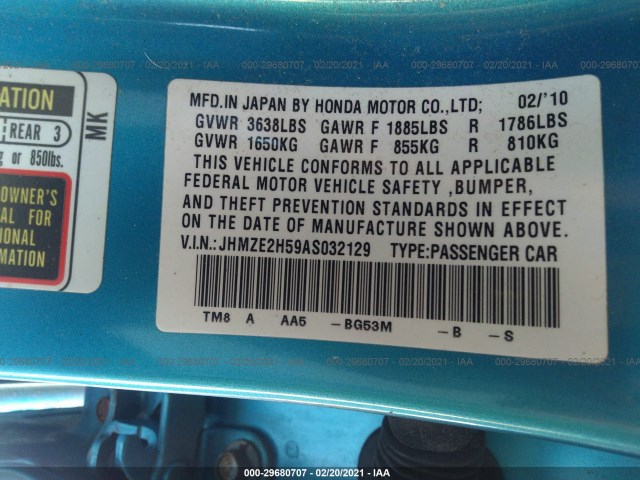 000-29680707 - 02/20/2021 - IAA
ATION
REAR 3
or 850lbs.
MK
OWNER'S
AL FOR
IONAL
RMATION
MFD.IN JAPAN BY HONDA MOTOR CO.,LTD; 02/'10
GVWR 3638LBS GAWR F 1885LBS R 1786LBS
GVWR 1650KG GAWR F 855KG R 810KG
THIS VEHICLE CONFORMS TO ALL APPLICABLE
FEDERAL MOTOR VEHICLE SAFETY ,BUMPER,
AND THEFT PREVENTION STANDARDS IN EFFECT
ON THE DATE OF MANUFACTURE SHOWN ABOVE.
V.I.N.:JHMZE2H59AS032129 TYPE:PASSENGER CAR
TM8 A AA5 -BG53M -B -S
000-29680707 - 02/20/2021 - IAA